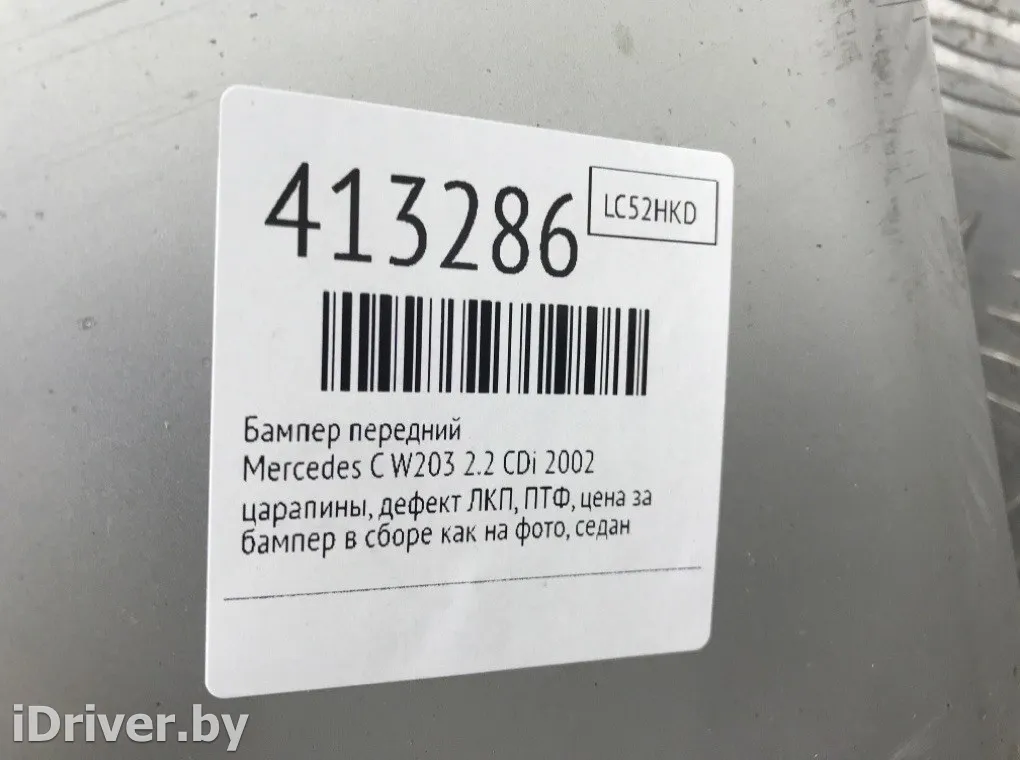 413286
LC52HKD
Бампер передний
Mercedes C W203 2.2 CDi 2002
царапины, дефект ЛКП, ПТФ, цена за
бампер в сборе как на фото, седан
iDriver.by